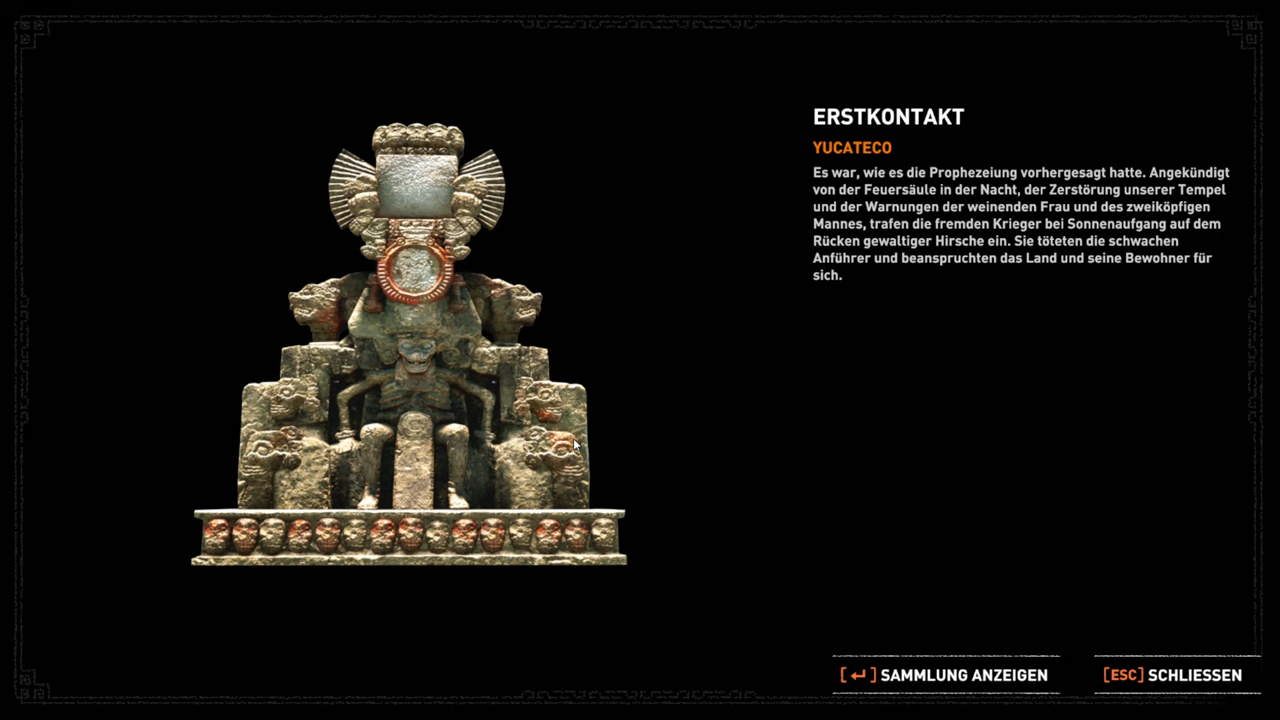 ERSTKONTAKT
YUCATECO
Es war, wie es die Prophezeiung vorhergesagt hatte. Angekündigt
von der Feuersäule in der Nacht, der Zerstörung unserer Tempel
und der Warnungen der weinenden Frau und des zweiköpfigen
Mannes, trafen die fremden Krieger bei Sonnenaufgang auf dem
Rücken gewaltiger Hirsche ein. Sie töteten die schwachen
Anführer und beanspruchten das Land und seine Bewohner für
sich.
[↵] SAMMLUNG ANZEIGEN [ESC] SCHLIESSEN